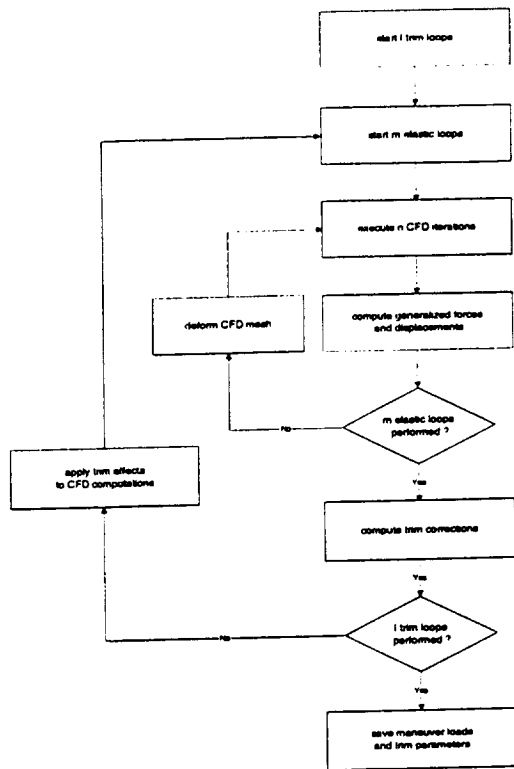 start l trim loops
start m elastic loops
execute n CFD iterations
compute generalized forces
and displacements
deform CFD mesh
No
m elastic loops
performed ?
apply trim effects
to CFD computations
Yes
compute trim corrections
Yes
l trim loops
performed ?
No
Yes
save maneuver loads
and trim parameters